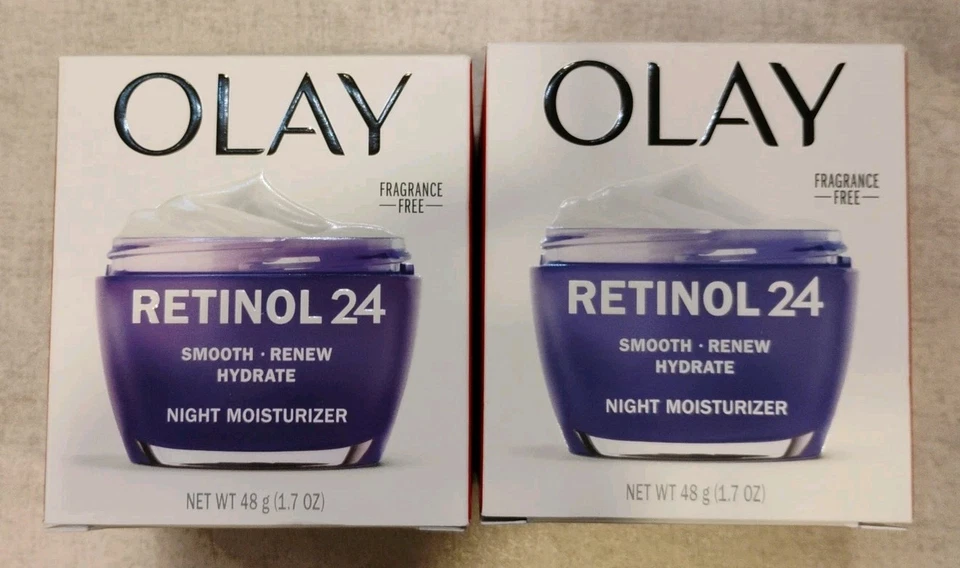 OLAY
FRAGRANCE
FREE
RETINOL 24
SMOOTH · RENEW
HYDRATE
NIGHT MOISTURIZER
NET WT 48 g (1.7 OZ)
OLAY
FRAGRANCE
FREE
RETINOL 24
SMOOTH · RENEW
HYDRATE
NIGHT MOISTURIZER
NET WT 48 g (1.7 OZ)